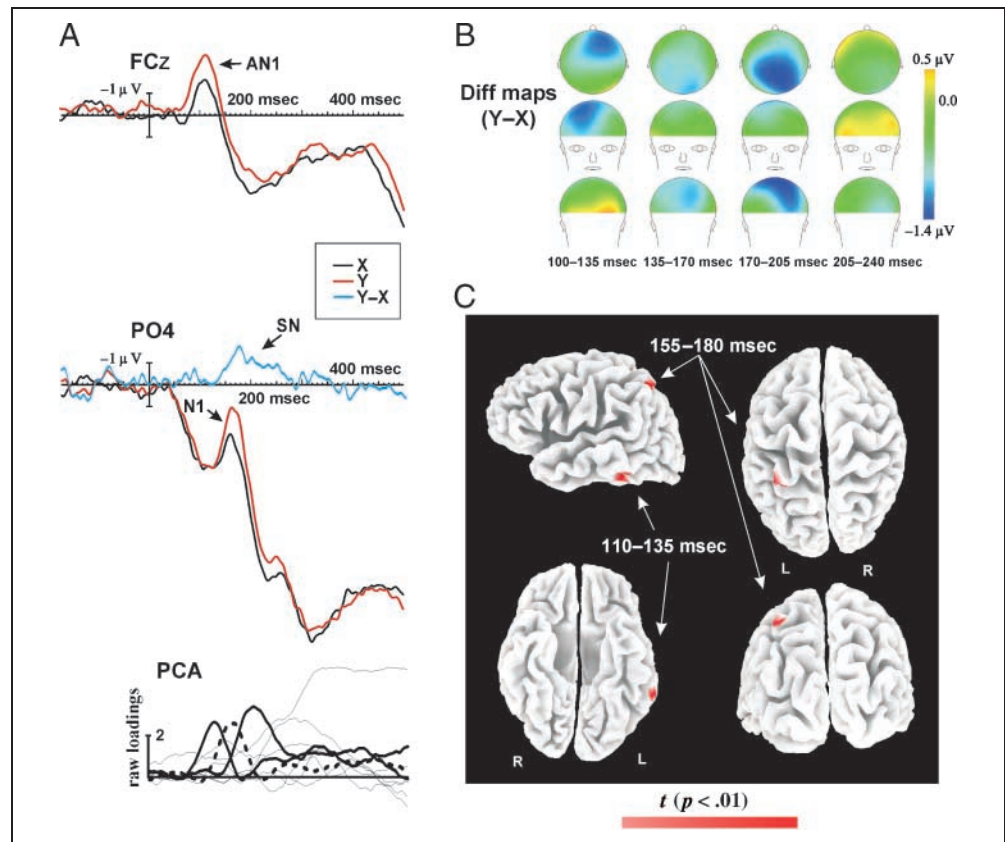 A
FCz
AN1
−1 μV
200 msec
400 msec
X
Y
Y−X
PO4
SN
−1 μV
400 msec
200 msec
N1
PCA
raw loadings
2
B
Diff maps
(Y−X)
0.5 μV
0.0
−1.4 μV
100–135 msec
135–170 msec
170–205 msec
205–240 msec
C
155–180 msec
110–135 msec
L
R
R
L
t (p < .01)